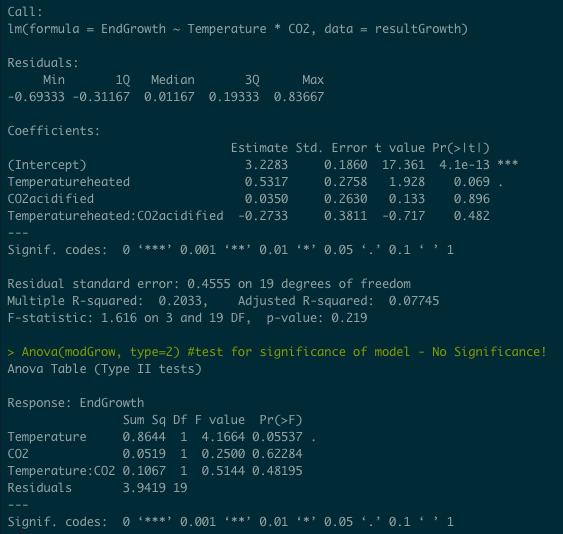 Call:
lm(formula = EndGrowth ~ Temperature * CO2, data = resultGrowth)
Residuals:
     Min       1Q   Median       3Q      Max
-0.69333 -0.31167  0.01167  0.19333  0.83667
Coefficients:
                              Estimate Std. Error t value Pr(>|t|)
(Intercept)                     3.2283     0.1860  17.361  4.1e-13 ***
Temperatureheated               0.5317     0.2758   1.928    0.069 .
CO2acidified                    0.0350     0.2630   0.133    0.896
Temperatureheated:CO2acidified  -0.2733     0.3811  -0.717    0.482
---
Signif. codes:  0 ‘***’ 0.001 ‘**’ 0.01 ‘*’ 0.05 ‘.’ 0.1 ‘ ’ 1
Residual standard error: 0.4555 on 19 degrees of freedom
Multiple R-squared:  0.2033,    Adjusted R-squared:  0.07745
F-statistic: 1.616 on 3 and 19 DF,  p-value: 0.219
> Anova(modGrow, type=2) #test for significance of model - No Significance!
Anova Table (Type II tests)
Response: EndGrowth
                Sum Sq Df F value  Pr(>F)
Temperature     0.8644  1  4.1664 0.05537 .
CO2             0.0519  1  0.2500 0.62284
Temperature:CO2 0.1067  1  0.5144 0.48195
Residuals       3.9419 19
---
Signif. codes:  0 ‘***’ 0.001 ‘**’ 0.01 ‘*’ 0.05 ‘.’ 0.1 ‘ ’ 1